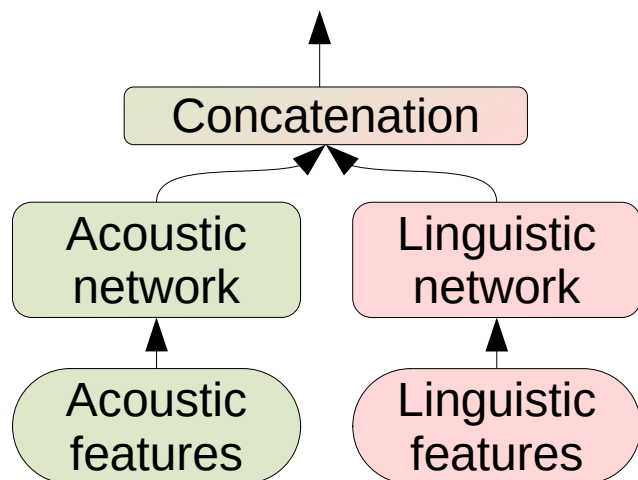 Concatenation
Acoustic
network
Linguistic
network
Acoustic
features
Linguistic
features